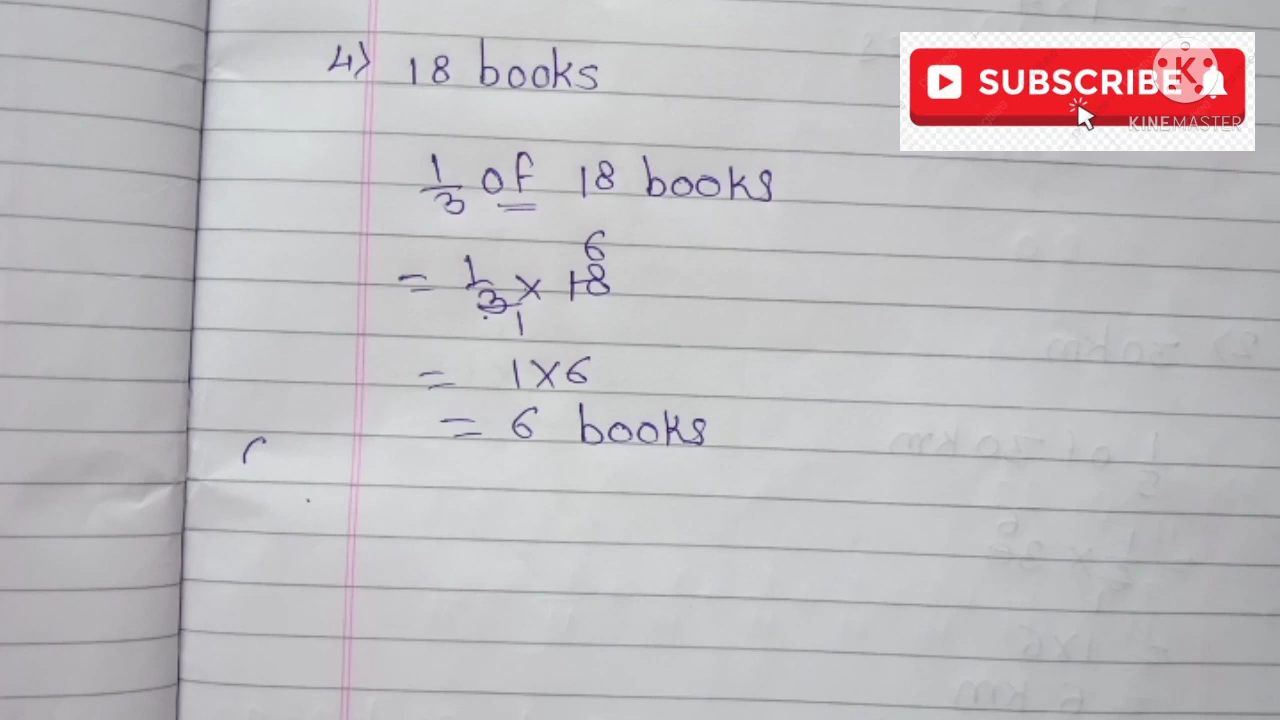 4) 18 books
1/3 of 18 books
6
= 1/3 × 18
1
= 1×6
= 6 books
SUBSCRIBE
K
KINEMASTER